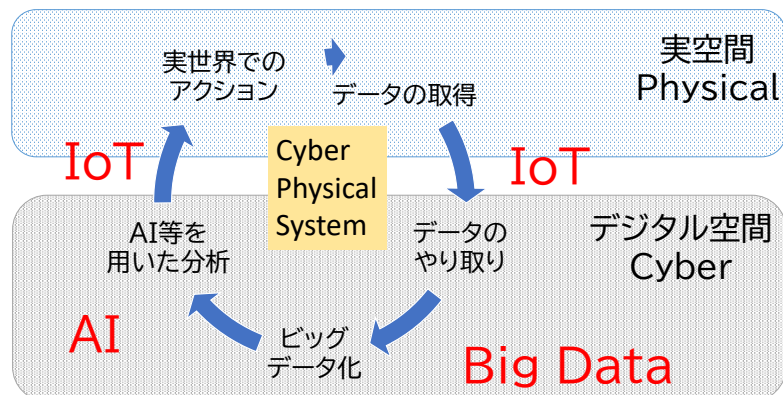 実空間
Physical
実世界での
アクション
データの取得
IoT
IoT
Cyber
Physical
System
AI等を
用いた分析
データの
やり取り
デジタル空間
Cyber
AI
ビッグ
データ化
Big Data